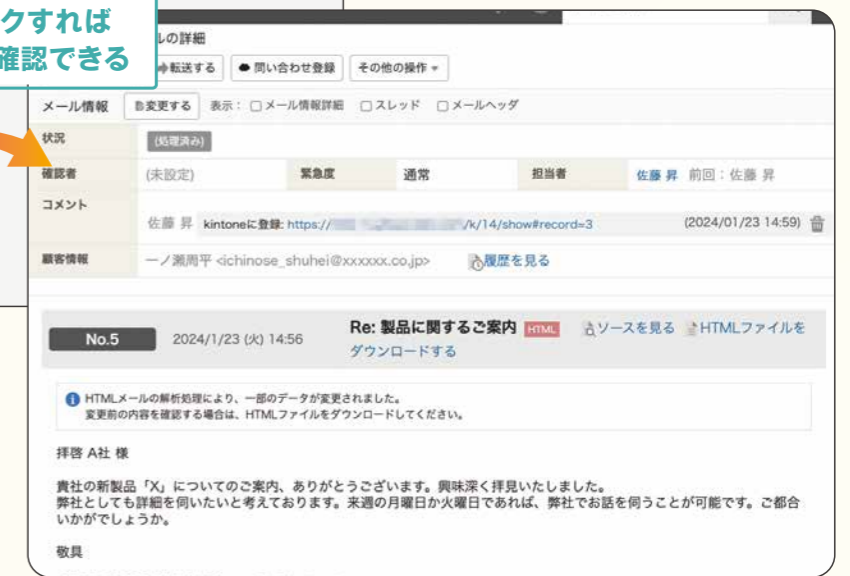 クすれば
確認できる
ルの詳細
転送する 問い合わせ登録 その他の操作
メール情報 変更する 表示： メール情報詳細 スレッド メールヘッダ
状況 (処理済み)
確認者 (未設定) 緊急度 通常 担当者 佐藤 昇 前回：佐藤 昇
コメント
佐藤 昇 kintoneに登録: https:// /k/14/show#record=3 (2024/01/23 14:59)
顧客情報 一ノ瀬周平 <ichinose_shuhei@xxxxxx.co.jp> 履歴を見る
No.5 2024/1/23 (火) 14:56 Re: 製品に関するご案内 HTML ソースを見る HTMLファイルを
ダウンロードする
HTMLメールの解析処理により、一部のデータが変更されました。
変更前の内容を確認する場合は、HTMLファイルをダウンロードしてください。
拝啓 A社 様
貴社の新製品「X」についてのご案内、ありがとうございます。興味深く拝見いたしました。
弊社としても詳細を伺いたいと考えております。来週の月曜日か火曜日であれば、弊社でお話を伺うことが可能です。ご都合
いかがでしょうか。
敬具